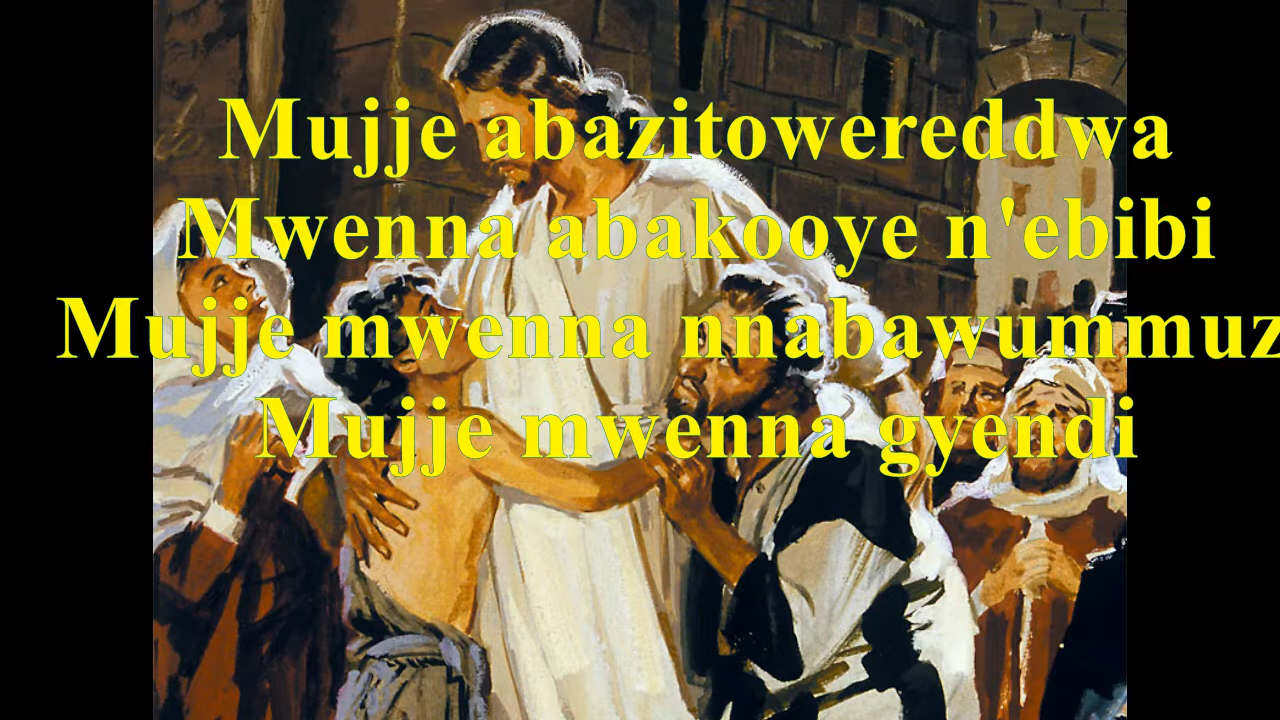 Mujje abazitowereddwa
Mwenna abakooye n'ebibi
Mujje mwenna nnabawummuz
Mujje mwenna gyendi